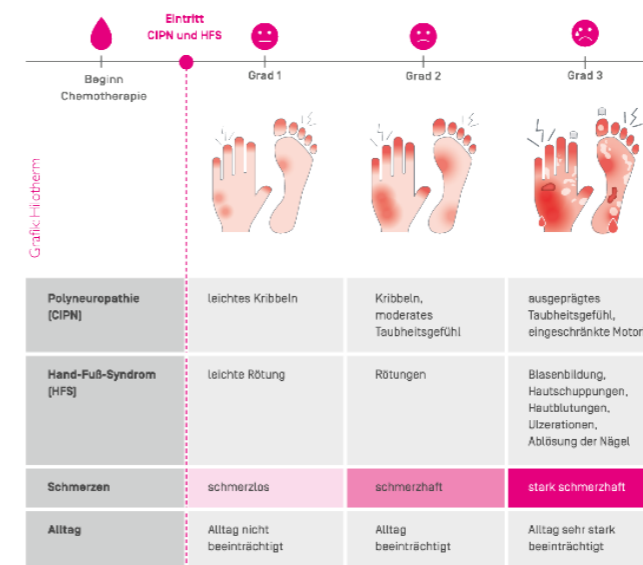 Eintritt
CIPN und HFS
Beginn
Chemotherapie
Grad 1
Grad 2
Grad 3
Grafik: Hilotherm
Polyneuropathie
(CIPN)
leichtes Kribbeln
Kribbeln,
moderates
Taubheitsgefühl
ausgeprägtes
Taubheitsgefühl,
eingeschränkte Motor
Hand-Fuß-Syndrom
(HFS)
leichte Rötung
Rötungen
Blasenbildung,
Hautschuppungen,
Hautblutungen,
Ulzerationen,
Ablösung der Nägel
Schmerzen
schmerzlos
schmerzhaft
stark schmerzhaft
Alltag
Alltag nicht
beeinträchtigt
Alltag
beeinträchtigt
Alltag sehr stark
beeinträchtigt